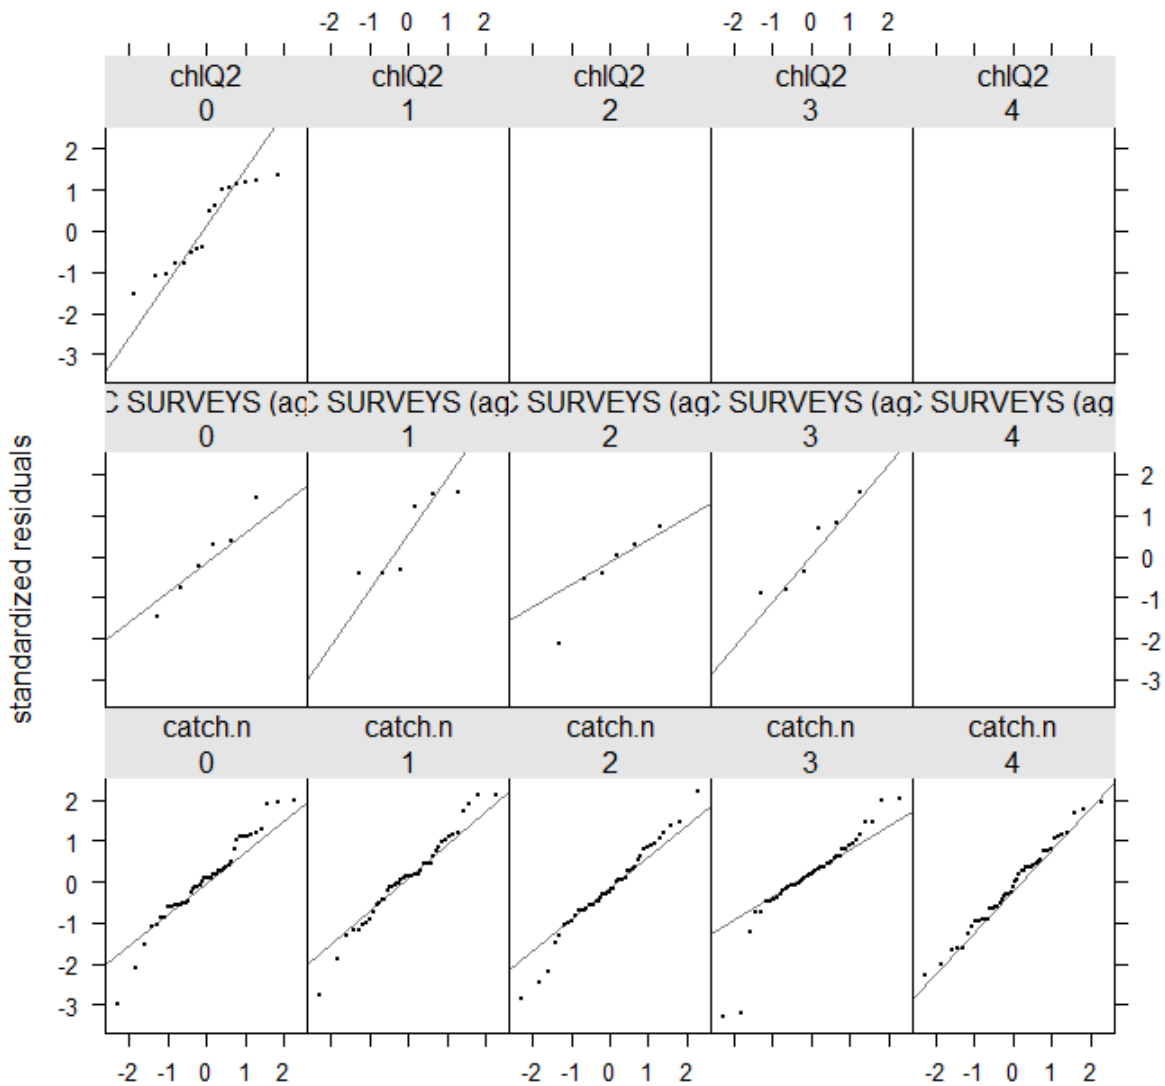 -2 -1 0 1 2 -2 -1 0 1 2
chlQ2 chlQ2 chlQ2 chlQ2 chlQ2
0 1 2 3 4
2
1
0
-1
-2
-3
C SURVEYS (ag C SURVEYS (ag C SURVEYS (ag C SURVEYS (ag C SURVEYS (ag
0 1 2 3 4
standardized residuals
2
1
0
-1
-2
-3
catch.n catch.n catch.n catch.n catch.n
0 1 2 3 4
2
1
0
-1
-2
-3
-2 -1 0 1 2 -2 -1 0 1 2 -2 -1 0 1 2